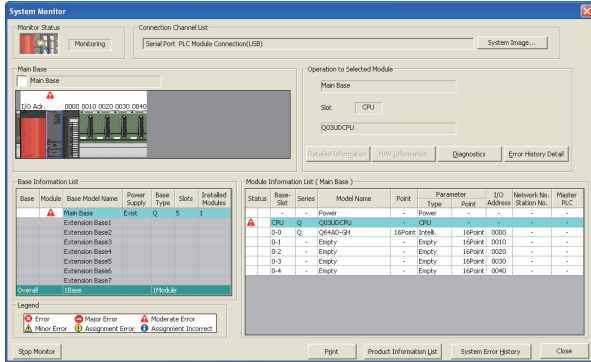 System Monitor
Monitor Status
Monitoring
Connection Channel List
Serial Port PLC Module Connection(USB)
System Image...
Main Base
Main Base
I/O Adr. 0000 0010 0020 0030 0040
Operation to Selected Module
Main Base
Slot CPU
Q03UDCPU
Detailed Information H/W Information Diagnostics Error History Detail
Base Information List
Base Module Base Model Name Power Supply Base Type Slots Installed Modules
Main Base Exist Q 5 1
Extension Base1
Extension Base2
Extension Base3
Extension Base4
Extension Base5
Extension Base6
Extension Base7
Overall 1Base 1Module
Module Information List ( Main Base )
Status Base-Slot Series Model Name Point Parameter Type Point I/O Address Network No. Station No. Master PLC
- - Power - Power - - - -
CPU Q Q03UDCPU - CPU - - - -
0-0 Q Q64AD-GH 16Point Intelli. 16Point 0000 - -
0-1 - Empty - Empty 16Point 0010 - -
0-2 - Empty - Empty 16Point 0020 - -
0-3 - Empty - Empty 16Point 0030 - -
0-4 - Empty - Empty 16Point 0040 - -
Legend
Error Major Error Moderate Error
Minor Error Assignment Error Assignment Incorrect
Stop Monitor
Print Product Information List System Error History Close